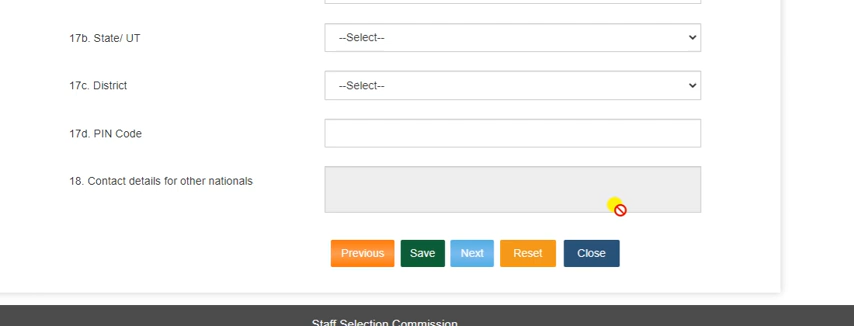 17b. State/ UT
--Select--
17c. District
--Select--
17d. PIN Code
18. Contact details for other nationals
Previous Save Next Reset Close
Staff Selection Commission